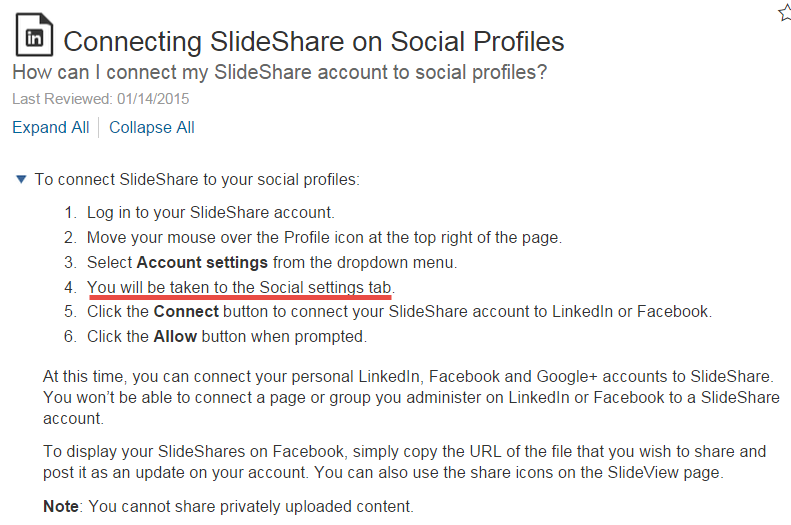 in
Connecting SlideShare on Social Profiles
How can I connect my SlideShare account to social profiles?
Last Reviewed: 01/14/2015
Expand All | Collapse All
To connect SlideShare to your social profiles:
1. Log in to your SlideShare account.
2. Move your mouse over the Profile icon at the top right of the page.
3. Select Account settings from the dropdown menu.
4. You will be taken to the Social settings tab.
5. Click the Connect button to connect your SlideShare account to LinkedIn or Facebook.
6. Click the Allow button when prompted.
At this time, you can connect your personal LinkedIn, Facebook and Google+ accounts to SlideShare.
You won't be able to connect a page or group you administer on LinkedIn or Facebook to a SlideShare
account.
To display your SlideShares on Facebook, simply copy the URL of the file that you wish to share and
post it as an update on your account. You can also use the share icons on the SlideView page.
Note: You cannot share privately uploaded content.